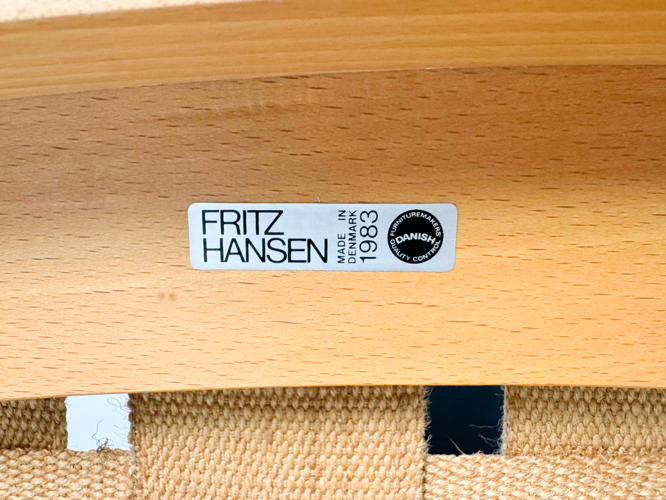 FRITZ
HANSEN
MADE IN
DENMARK
1983
FURNITUREMAKERS
DANISH
QUALITY CONTROL